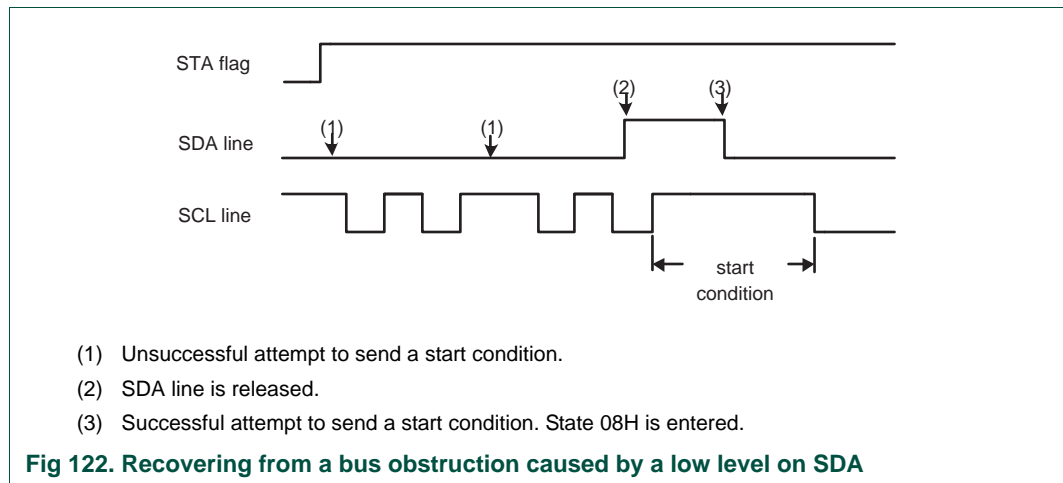 STA flag
(2) (3)
(1) (1)
SDA line
SCL line
start
condition
(1) Unsuccessful attempt to send a start condition.
(2) SDA line is released.
(3) Successful attempt to send a start condition. State 08H is entered.
Fig 122. Recovering from a bus obstruction caused by a low level on SDA